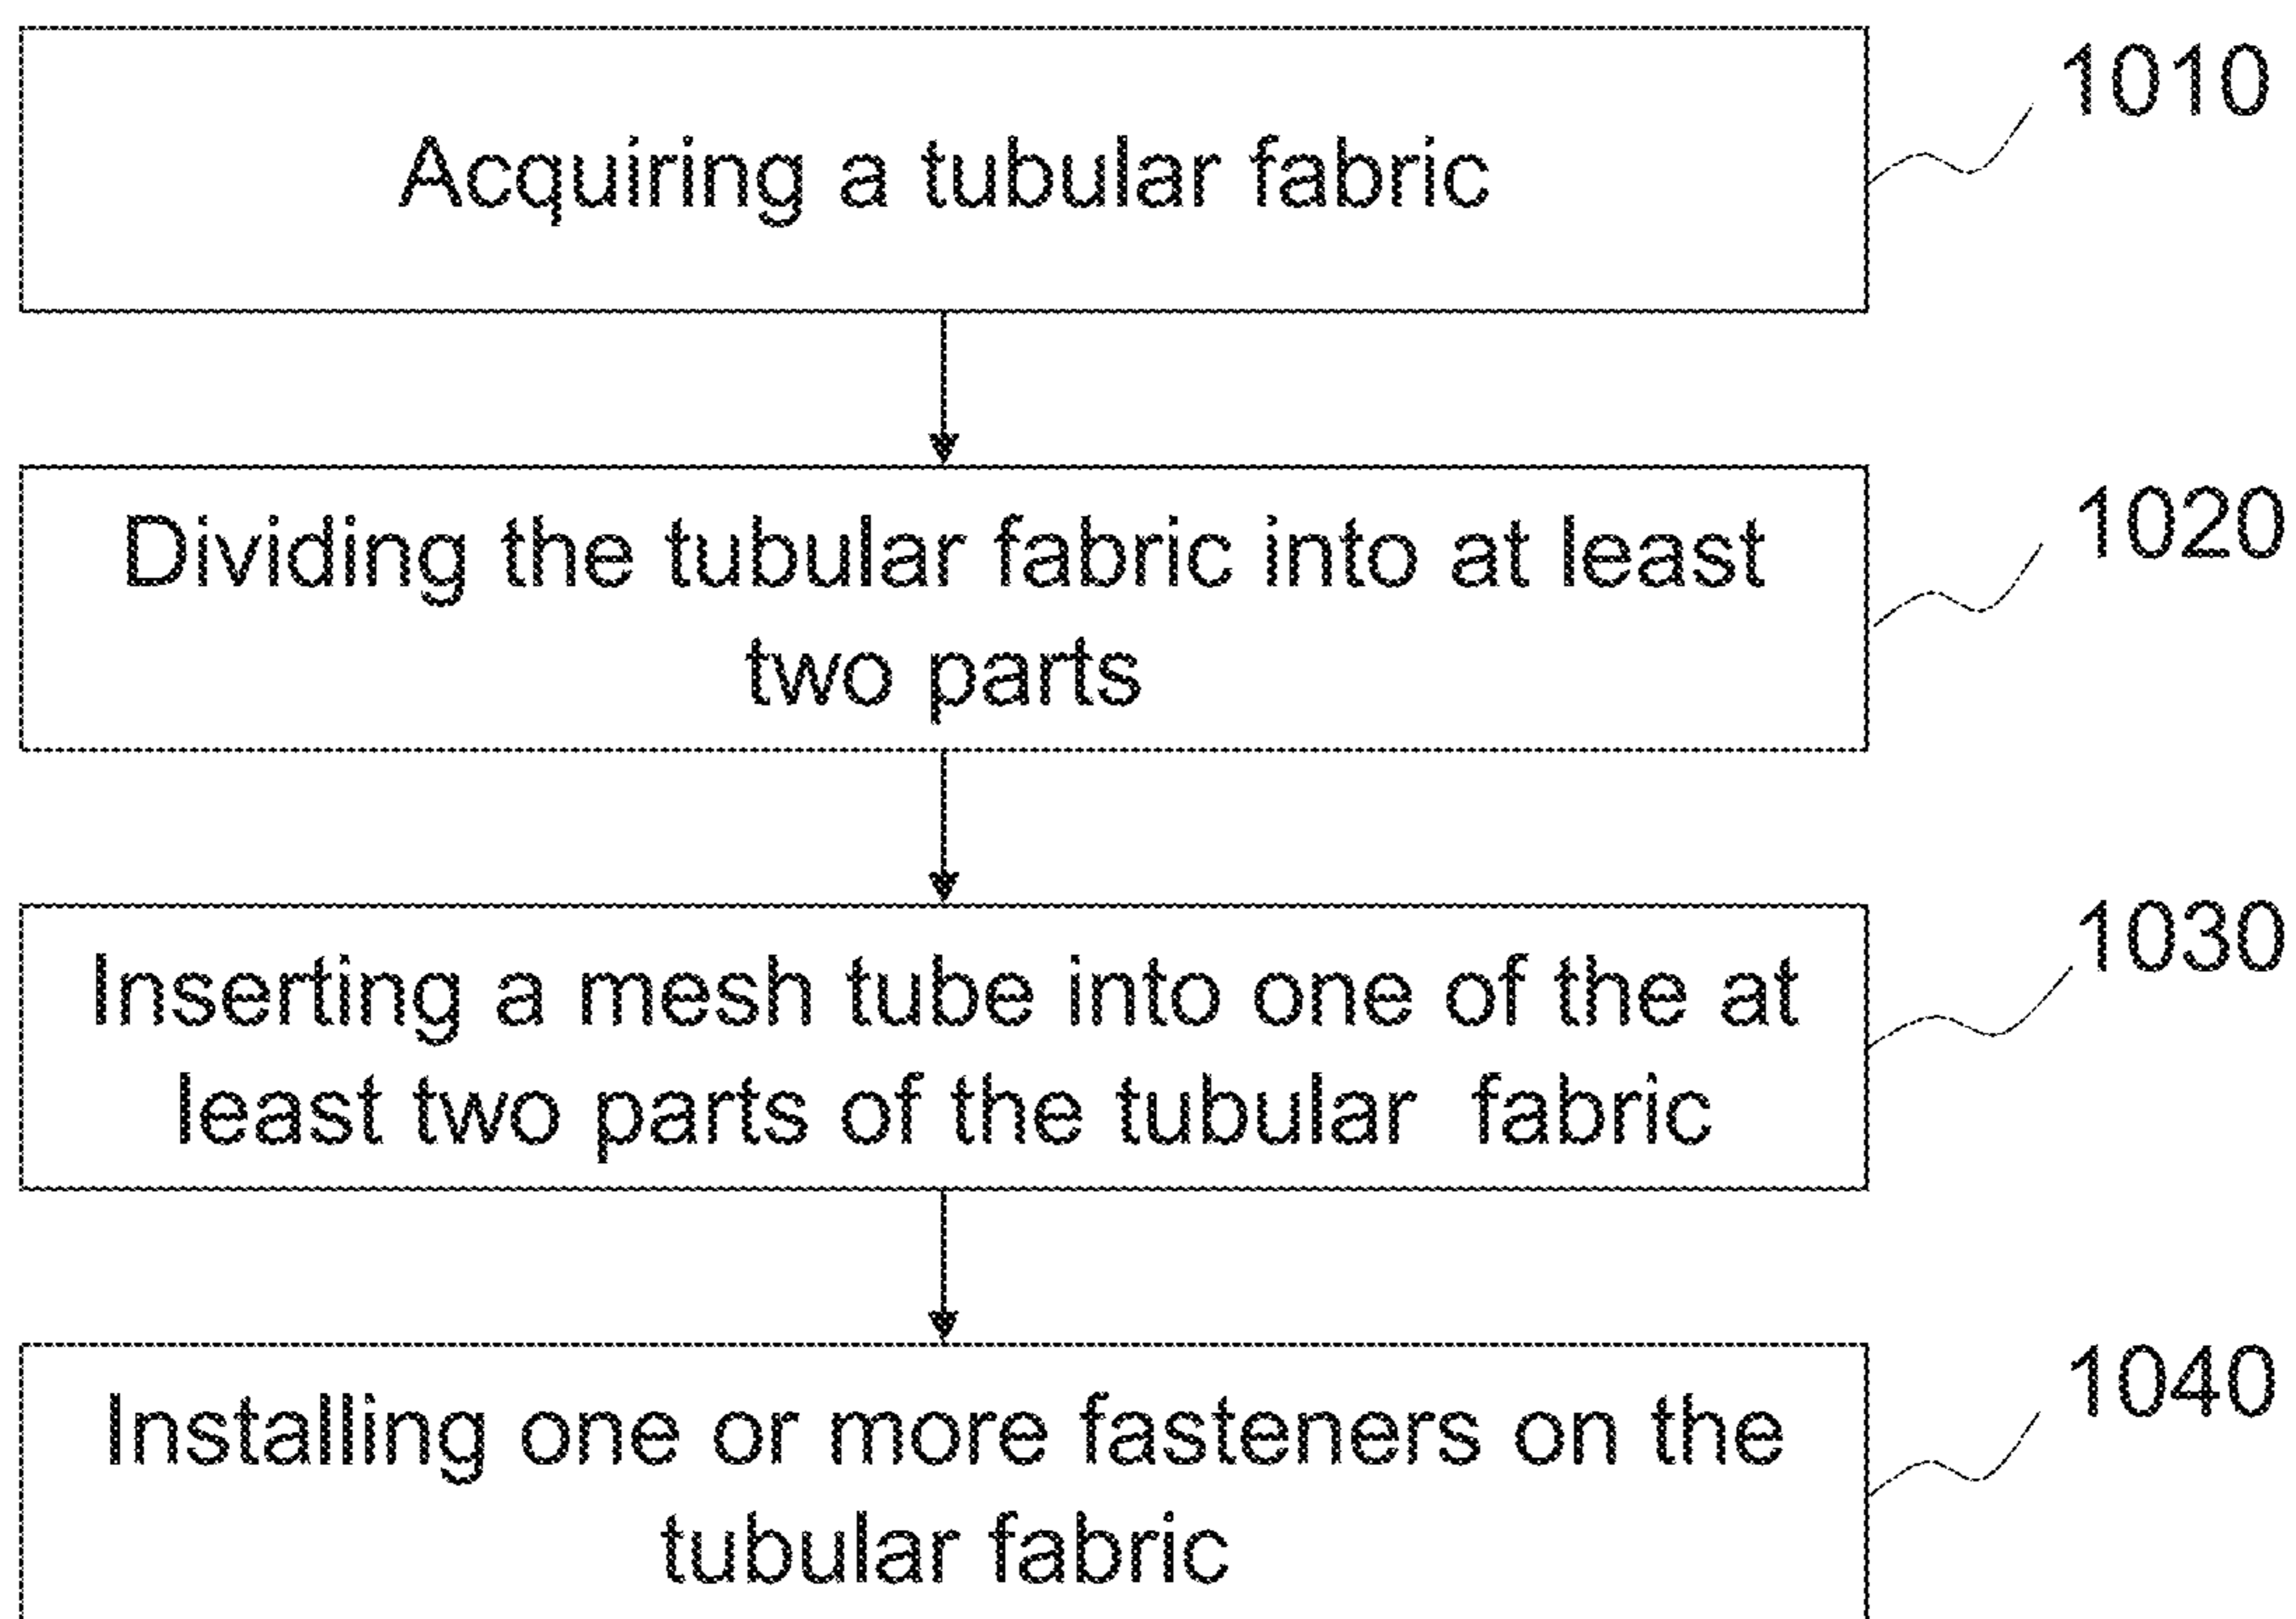 Acquiring a tubular fabric
1010
Dividing the tubular fabric into at least
two parts
1020
Inserting a mesh tube into one of the at
least two parts of the tubular fabric
1030
Installing one or more fasteners on the
tubular fabric
1040